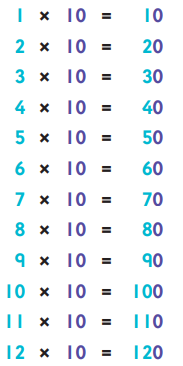 1 × 10 = 10
2 × 10 = 20
3 × 10 = 30
4 × 10 = 40
5 × 10 = 50
6 × 10 = 60
7 × 10 = 70
8 × 10 = 80
9 × 10 = 90
10 × 10 = 100
11 × 10 = 110
12 × 10 = 120